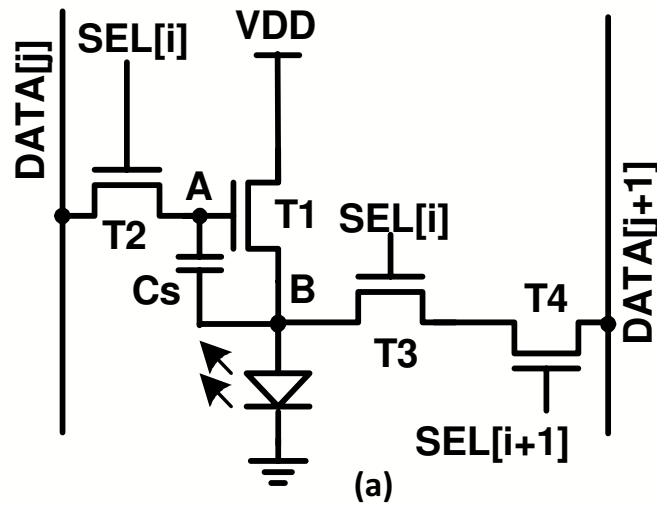 DATA[j]
SEL[i]
VDD
A
T2
T1
Cs
B
SEL[i]
T3
T4
SEL[i+1]
DATA[j+1]
(a)